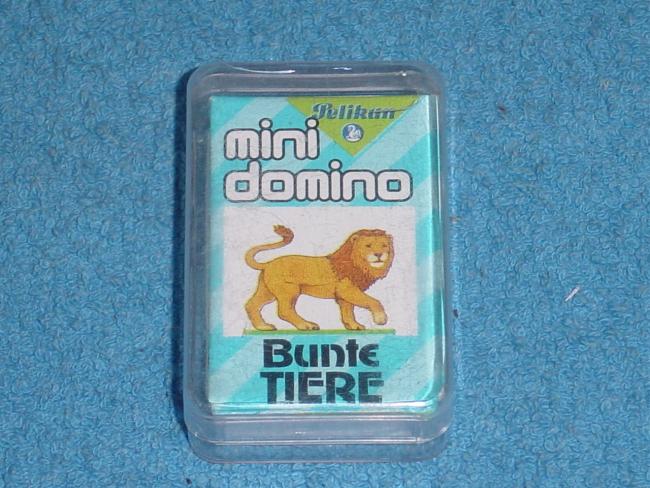 Pelikan
mini
domino
Bunte
TIERE